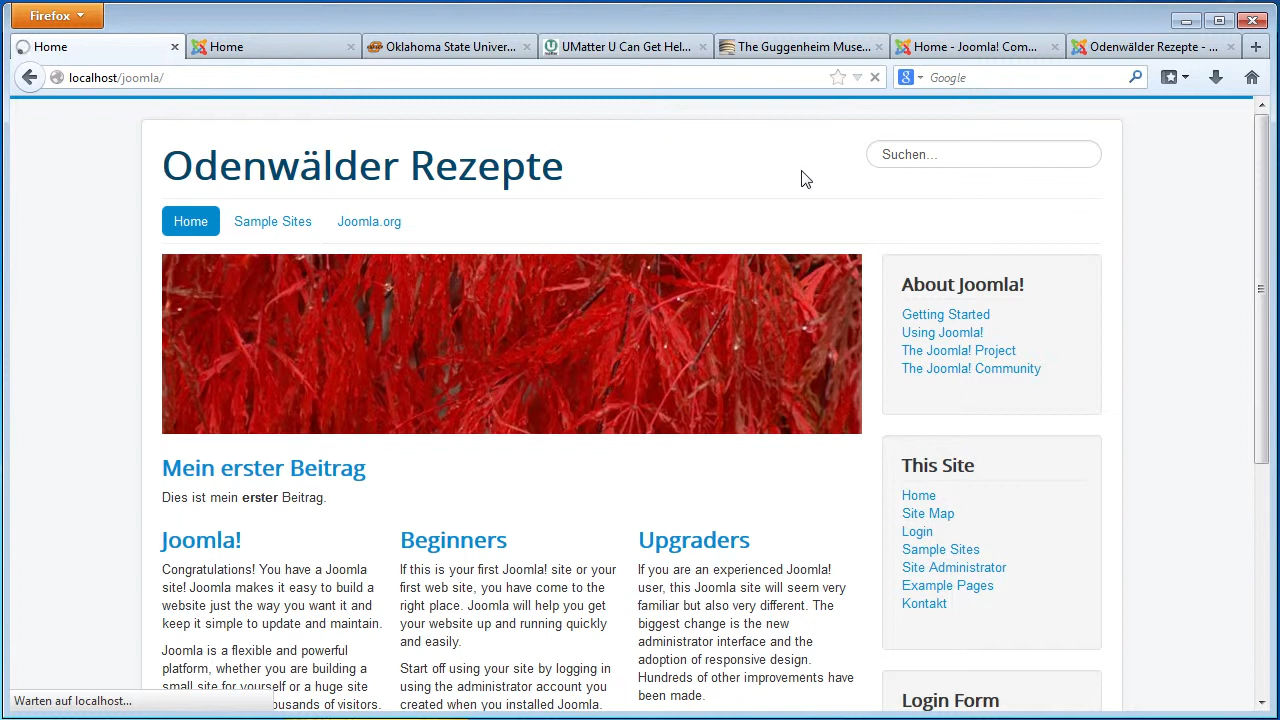 Firefox
Home
Home
Oklahoma State Univer...
UMatter U Can Get Hel...
The Guggenheim Muse...
Home - Joomla! Com...
Odenwälder Rezepte - ...
localhost/joomla/
Google
Odenwälder Rezepte
Suchen...
Home
Sample Sites
Joomla.org
Mein erster Beitrag
Dies ist mein erster Beitrag.
Joomla!
Congratulations! You have a Joomla
site! Joomla makes it easy to build a
website just the way you want it and
keep it simple to update and maintain.
Joomla is a flexible and powerful
platform, whether you are building a
small site for yourself or a huge site
housands of visitors.
Beginners
If this is your first Joomla! site or your
first web site, you have come to the
right place. Joomla will help you get
your website up and running quickly
and easily.
Start off using your site by logging in
using the administrator account you
created when you installed Joomla.
Upgraders
If you are an experienced Joomla!
user, this Joomla site will seem very
familiar but also very different. The
biggest change is the new
administrator interface and the
adoption of responsive design.
Hundreds of other improvements have
been made.
About Joomla!
Getting Started
Using Joomla!
The Joomla! Project
The Joomla! Community
This Site
Home
Site Map
Login
Sample Sites
Site Administrator
Example Pages
Kontakt
Login Form
Warten auf localhost...